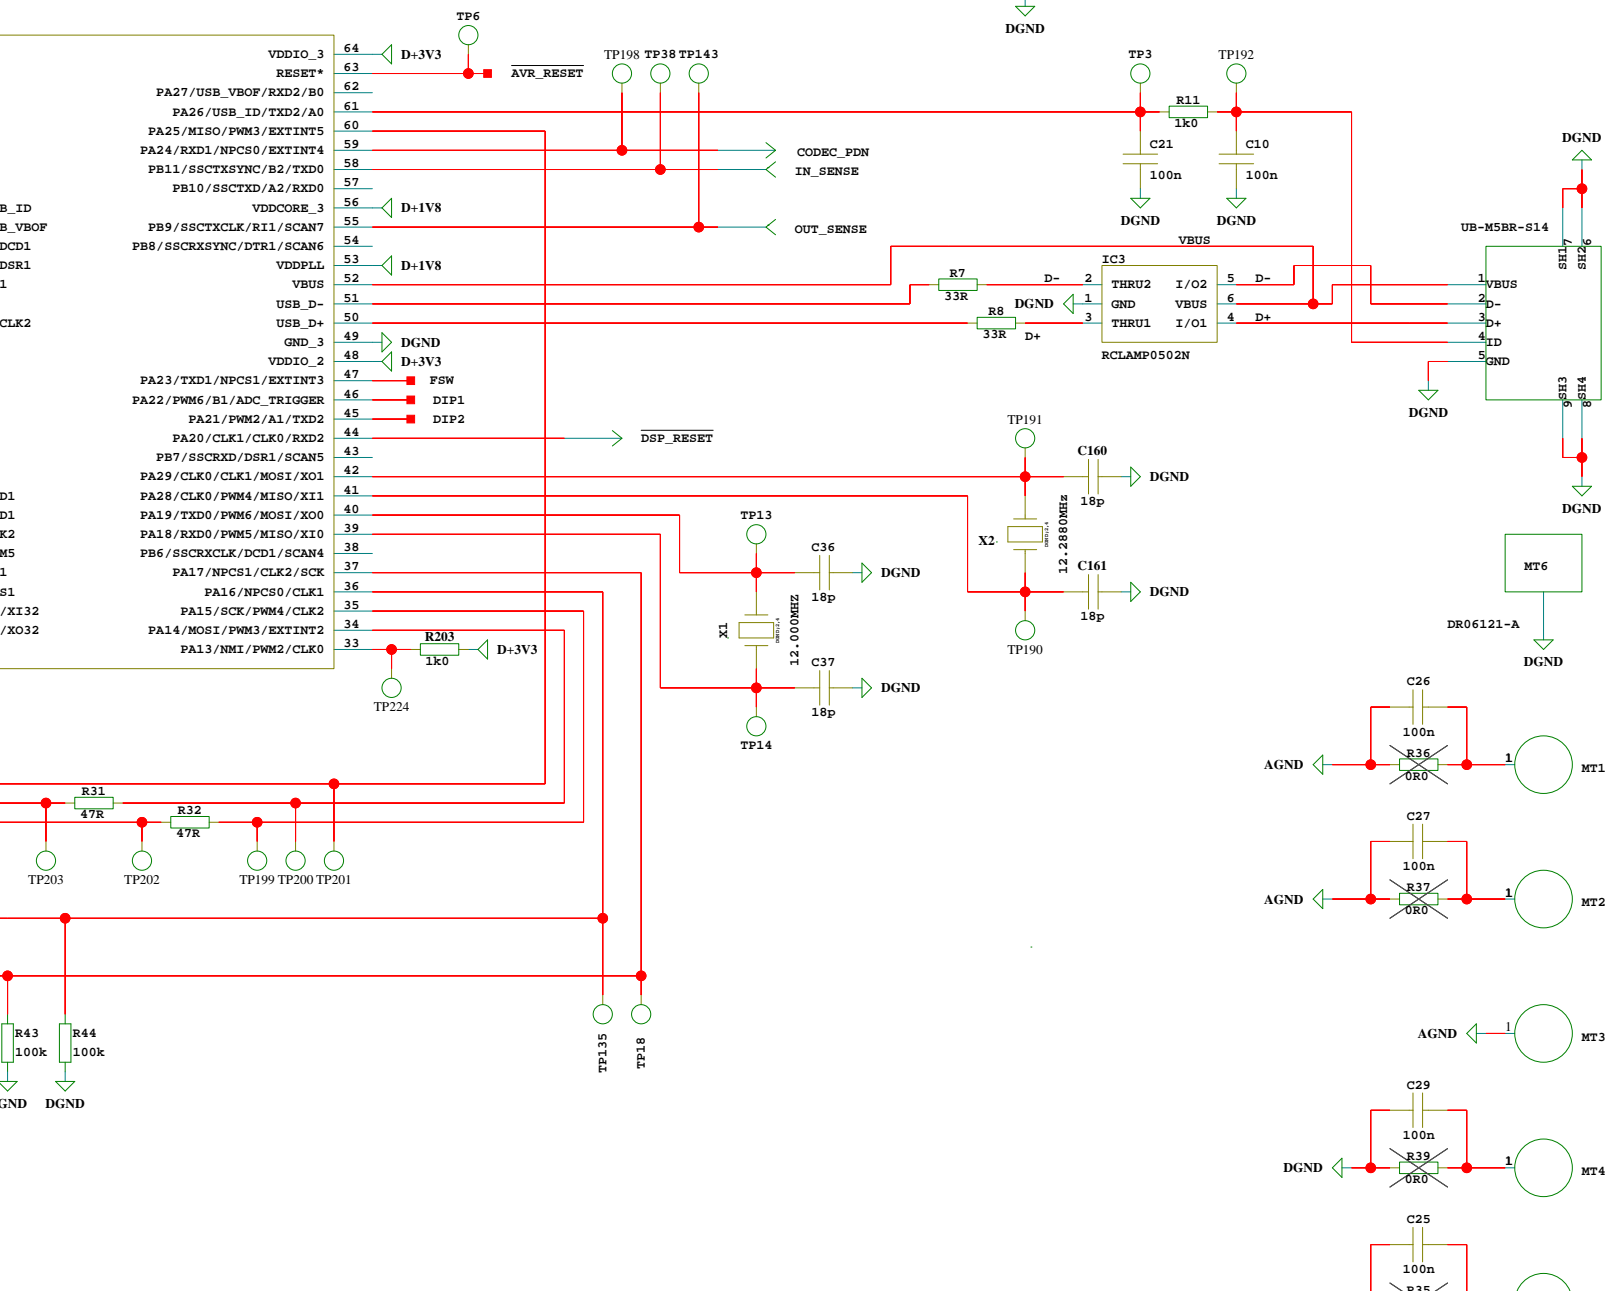 DGND
TP6
VDDIO_3 64 D+3V3
RESET* 63 AVR_RESET
PA27/USB_VBOF/RXD2/B0 62
PA26/USB_ID/TXD2/A0 61
PA25/MISO/PWM3/EXTINT5 60
PA24/RXD1/NPCS0/EXTINT4 59
PB11/SSCTXSYNC/B2/TXD0 58
PB10/SSCTXD/A2/RXD0 57
B_ID VDDCORE_3 56 D+1V8
B_VBOF PB9/SSCTXCLK/RI1/SCAN7 55
DCD1 PB8/SSCRXSYNC/DTR1/SCAN6 54
DSR1 VDDPLL 53 D+1V8
1 VBUS 52
USB_D- 51
CLK2 USB_D+ 50
GND_3 49 DGND
VDDIO_2 48 D+3V3
PA23/TXD1/NPCS1/EXTINT3 47 FSW
PA22/PWM6/B1/ADC_TRIGGER 46 DIP1
PA21/PWM2/A1/TXD2 45 DIP2
PA20/CLK1/CLK0/RXD2 44 DSP_RESET
PB7/SSCRXD/DSR1/SCAN5 43
PA29/CLK0/CLK1/MOSI/XO1 42
D1 PA28/CLK0/PWM4/MISO/XI1 41
D1 PA19/TXD0/PWM6/MOSI/XO0 40
K2 PA18/RXD0/PWM5/MISO/XI0 39
M5 PB6/SSCRXCLK/DCD1/SCAN4 38
1 PA17/NPCS1/CLK2/SCK 37
S1 PA16/NPCS0/CLK1 36
/XI32 PA15/SCK/PWM4/CLK2 35
/XO32 PA14/MOSI/PWM3/EXTINT2 34
PA13/NMI/PWM2/CLK0 33
R203
1k0
D+3V3
TP224
TP198 TP38 TP143
CODEC_PDN
IN_SENSE
OUT_SENSE
TP3 TP192
R11
1k0
C21 C10
100n 100n
DGND DGND
VBUS
IC3
R7 D- 2 THRU2 I/O2 5 D-
33R DGND 1 GND VBUS 6
R8 3 THRU1 I/O1 4 D+
33R D+
RCLAMP0502N
DGND
UB-M5BR-S14
SH1 7 SH2 6
1 VBUS
2 D-
3 D+
4 ID
5 GND
SH3 9 SH4 8
DGND
DGND
TP191
C160
18p
DGND
X2
12.2880MHz
C161
18p
DGND
TP190
TP13
C36
18p
DGND
X1
12.000MHZ
C37
18p
DGND
TP14
MT6
DR06121-A
DGND
C26
100n
AGND R36 1 MT1
0R0
C27
100n
AGND R37 1 MT2
0R0
AGND 1 MT3
C29
100n
DGND R39 1 MT4
0R0
C25
100n
R35
R31
47R
R32
47R
TP203 TP202 TP199 TP200 TP201
R43 R44
100k 100k
GND DGND
TP135 TP18